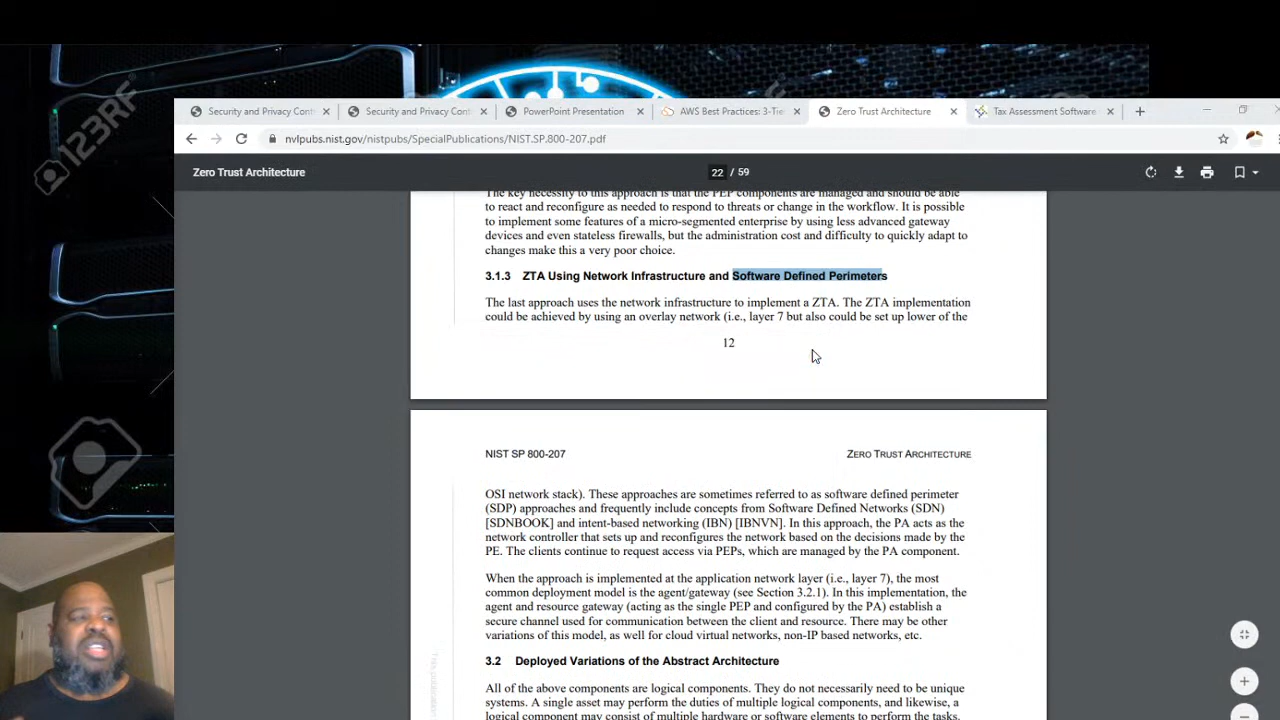 123RF®
Security and Privacy Cont
Security and Privacy Cont
PowerPoint Presentation
AWS Best Practices: 3-Tie
Zero Trust Architecture
Tax Assessment Software
nvlpubs.nist.gov/nistpubs/SpecialPublications/NIST.SP.800-207.pdf
Zero Trust Architecture
22 / 59
The key necessity to this approach is that the PEP components are managed and should be able
to react and reconfigure as needed to respond to threats or change in the workflow. It is possible
to implement some features of a micro-segmented enterprise by using less advanced gateway
devices and even stateless firewalls, but the administration cost and difficulty to quickly adapt to
changes make this a very poor choice.
3.1.3 ZTA Using Network Infrastructure and Software Defined Perimeters
The last approach uses the network infrastructure to implement a ZTA. The ZTA implementation
could be achieved by using an overlay network (i.e., layer 7 but also could be set up lower of the
12
NIST SP 800-207
ZERO TRUST ARCHITECTURE
OSI network stack). These approaches are sometimes referred to as software defined perimeter
(SDP) approaches and frequently include concepts from Software Defined Networks (SDN)
[SDNBOOK] and intent-based networking (IBN) [IBNVN]. In this approach, the PA acts as the
network controller that sets up and reconfigures the network based on the decisions made by the
PE. The clients continue to request access via PEPs, which are managed by the PA component.
When the approach is implemented at the application network layer (i.e., layer 7), the most
common deployment model is the agent/gateway (see Section 3.2.1). In this implementation, the
agent and resource gateway (acting as the single PEP and configured by the PA) establish a
secure channel used for communication between the client and resource. There may be other
variations of this model, as well for cloud virtual networks, non-IP based networks, etc.
This publication
3.2 Deployed Variations of the Abstract Architecture
All of the above components are logical components. They do not necessarily need to be unique
systems. A single asset may perform the duties of multiple logical components, and likewise, a
logical component may consist of multiple hardware or software elements to perform the tasks.